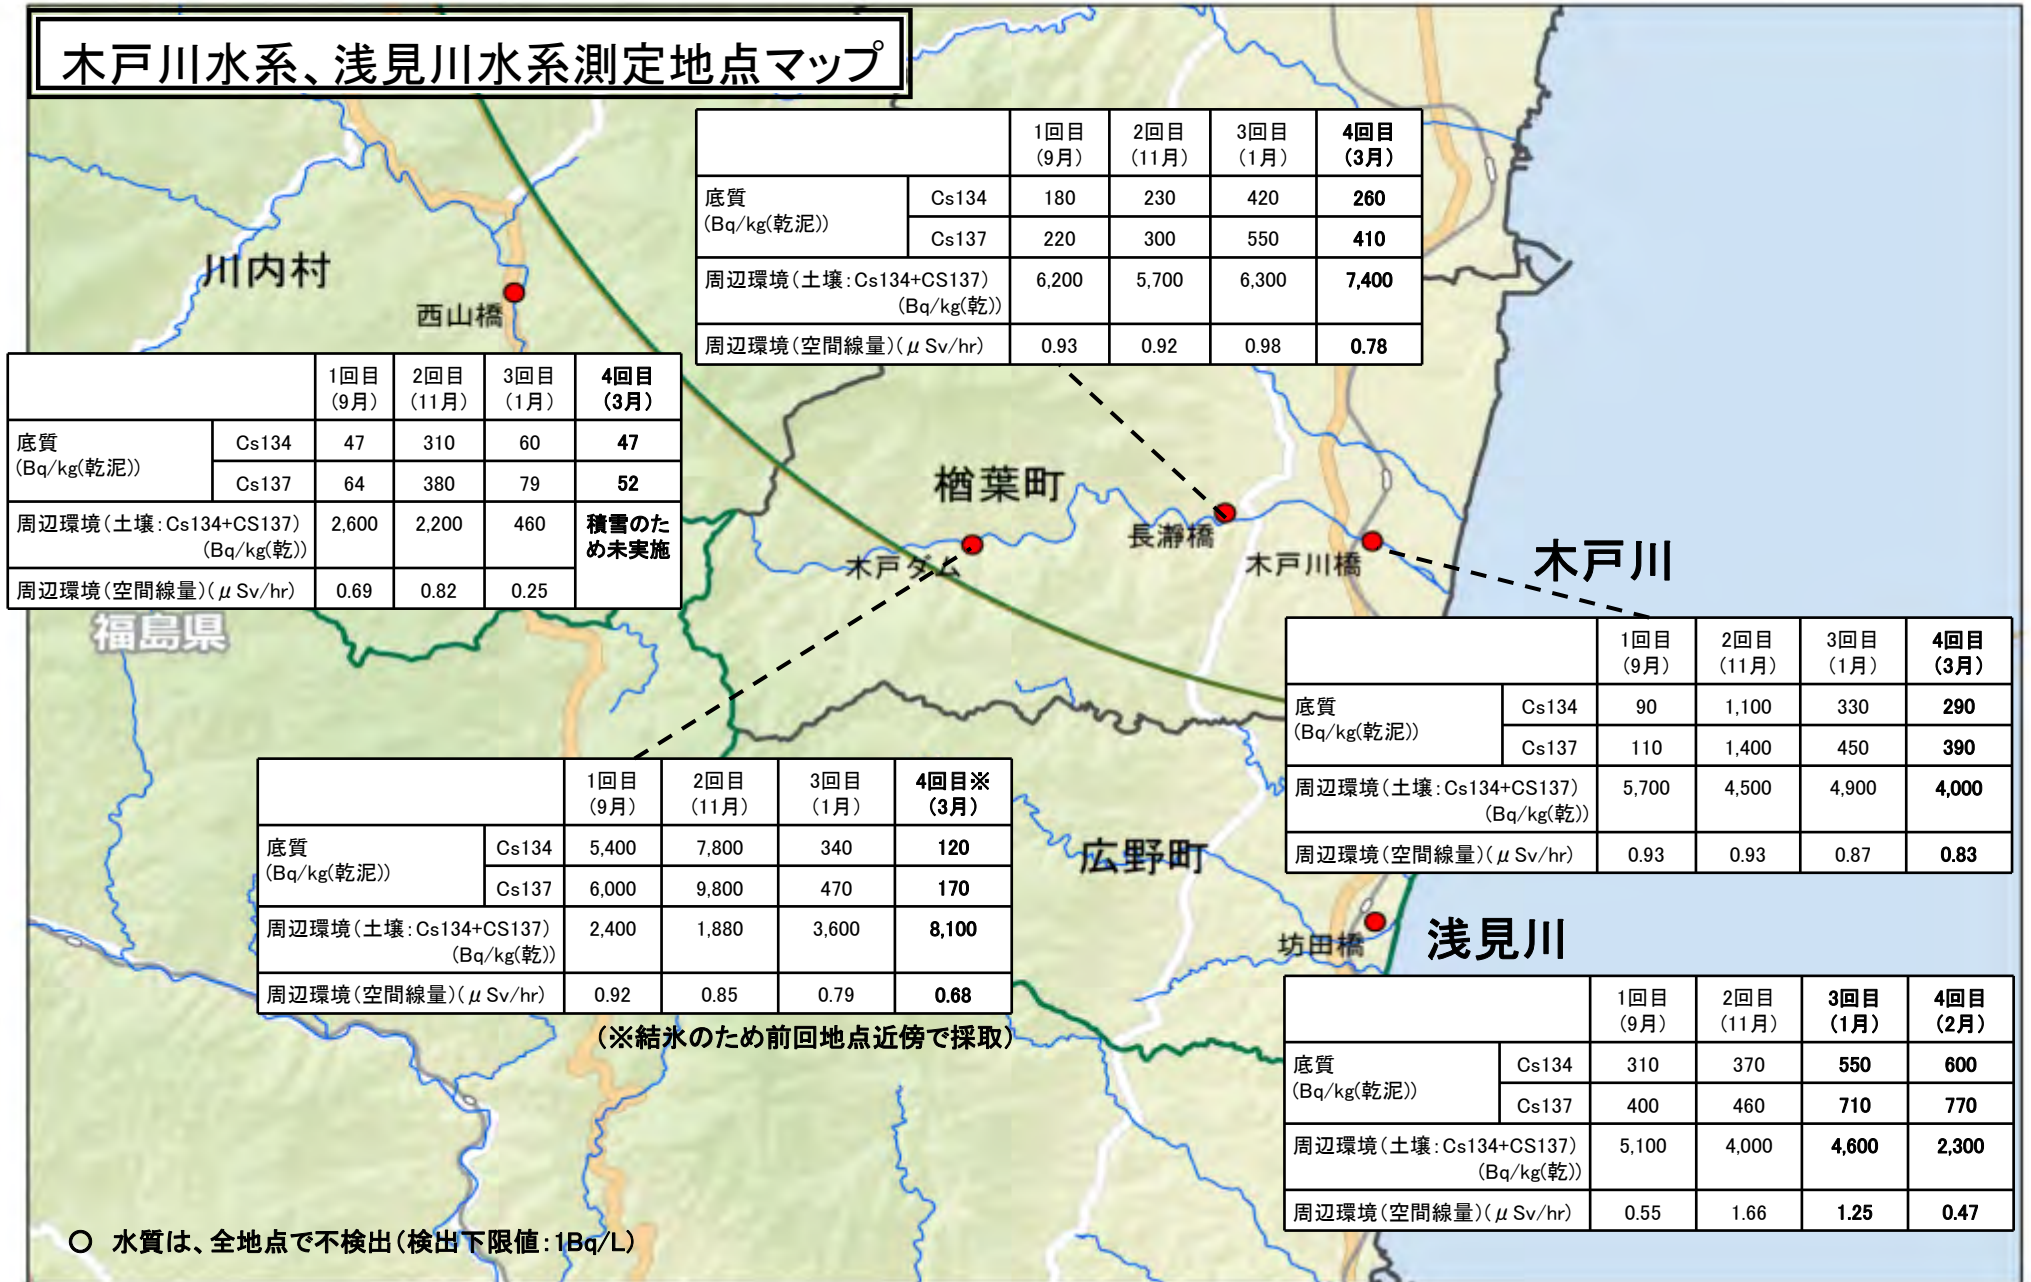 木戸川水系、浅見川水系測定地点マップ
1回目 2回目 3回目 4回目
(9月) (11月) (1月) (3月)
底質 Cs134 180 230 420 260
(Bq/kg(乾泥)) Cs137 220 300 550 410
周辺環境(土壌:Cs134+CS137) 6,200 5,700 6,300 7,400
(Bq/kg(乾))
周辺環境(空間線量)(μSv/hr) 0.93 0.92 0.98 0.78
川内村
西山橋
1回目 2回目 3回目 4回目
(9月) (11月) (1月) (3月)
底質 Cs134 47 310 60 47
(Bq/kg(乾泥)) Cs137 64 380 79 52
周辺環境(土壌:Cs134+CS137) 2,600 2,200 460 積雪のた
(Bq/kg(乾)) め未実施
周辺環境(空間線量)(μSv/hr) 0.69 0.82 0.25
福島県
楢葉町
木戸ダム
長瀞橋
木戸川橋
木戸川
1回目 2回目 3回目 4回目
(9月) (11月) (1月) (3月)
底質 Cs134 90 1,100 330 290
(Bq/kg(乾泥)) Cs137 110 1,400 450 390
周辺環境(土壌:Cs134+CS137) 5,700 4,500 4,900 4,000
(Bq/kg(乾))
周辺環境(空間線量)(μSv/hr) 0.93 0.93 0.87 0.83
1回目 2回目 3回目 4回目※
(9月) (11月) (1月) (3月)
底質 Cs134 5,400 7,800 340 120
(Bq/kg(乾泥)) Cs137 6,000 9,800 470 170
周辺環境(土壌:Cs134+CS137) 2,400 1,880 3,600 8,100
(Bq/kg(乾))
周辺環境(空間線量)(μSv/hr) 0.92 0.85 0.79 0.68
(※結氷のため前回地点近傍で採取)
広野町
坊田橋
浅見川
1回目 2回目 3回目 4回目
(9月) (11月) (1月) (2月)
底質 Cs134 310 370 550 600
(Bq/kg(乾泥)) Cs137 400 460 710 770
周辺環境(土壌:Cs134+CS137) 5,100 4,000 4,600 2,300
(Bq/kg(乾))
周辺環境(空間線量)(μSv/hr) 0.55 1.66 1.25 0.47
○ 水質は、全地点で不検出(検出下限値:1Bq/L)